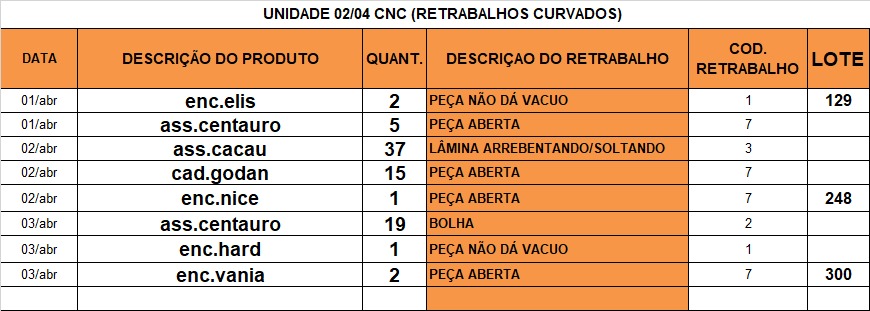 UNIDADE 02/04 CNC (RETRABALHOS CURVADOS)
DATA DESCRIÇÃO DO PRODUTO QUANT. DESCRIÇAO DO RETRABALHO COD. RETRABALHO LOTE
01/abr enc.elis 2 PEÇA NÃO DÁ VACUO 1 129
01/abr ass.centauro 5 PEÇA ABERTA 7
02/abr ass.cacau 37 LÂMINA ARREBENTANDO/SOLTANDO 3
02/abr cad.godan 15 PEÇA ABERTA 7
02/abr enc.nice 1 PEÇA ABERTA 7 248
03/abr ass.centauro 19 BOLHA 2
03/abr enc.hard 1 PEÇA NÃO DÁ VACUO 1
03/abr enc.vania 2 PEÇA ABERTA 7 300